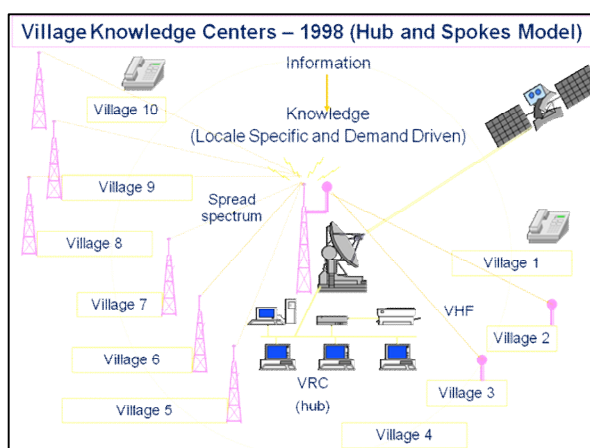 Village Knowledge Centers – 1998 (Hub and Spokes Model)
Information
Village 10
Knowledge
(Locale Specific and Demand Driven)
Village 9
Spread
spectrum
Village 8
Village 1
Village 7
VHF
Village 2
Village 6
VRC
(hub)
Village 3
Village 5
Village 4